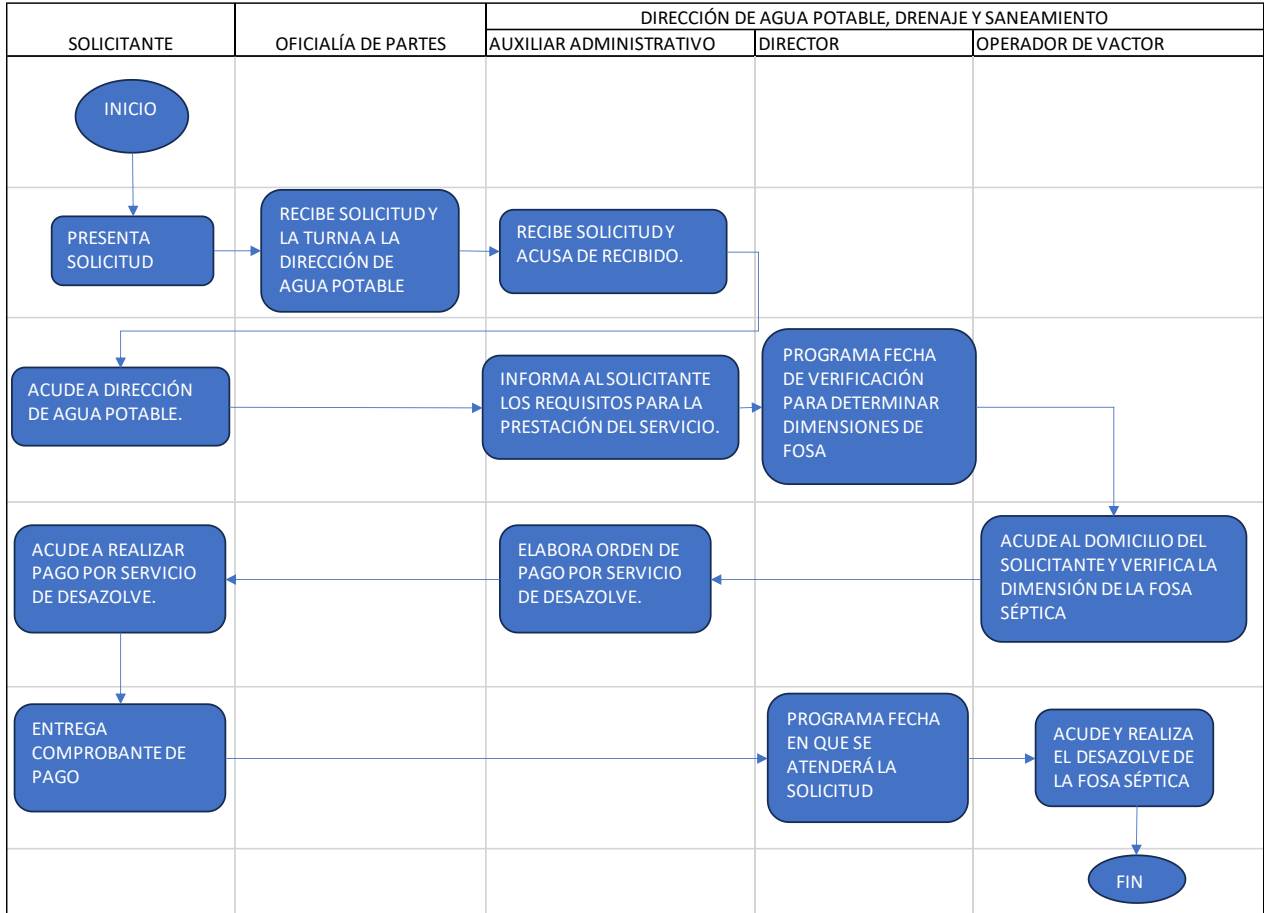 DIRECCIÓN DE AGUA POTABLE, DRENAJE Y SANEAMIENTO
SOLICITANTE
OFICIALÍA DE PARTES
AUXILIAR ADMINISTRATIVO
DIRECTOR
OPERADOR DE VACTOR
INICIO
PRESENTA
SOLICITUD
RECIBE SOLICITUD Y
LA TURNA A LA
DIRECCIÓN DE
AGUA POTABLE
RECIBE SOLICITUD Y
ACUSA DE RECIBIDO.
ACUDE A DIRECCIÓN
DE AGUA POTABLE.
INFORMA AL SOLICITANTE
LOS REQUISITOS PARA LA
PRESTACIÓN DEL SERVICIO.
PROGRAMA FECHA
DE VERIFICACIÓN
PARA DETERMINAR
DIMENSIONES DE
FOSA
ACUDE AL DOMICILIO DEL
SOLICITANTE Y VERIFICA LA
DIMENSIÓN DE LA FOSA
SÉPTICA
ELABORA ORDEN DE
PAGO POR SERVICIO
DE DESAZOLVE.
ACUDE A REALIZAR
PAGO POR SERVICIO
DE DESAZOLVE.
ENTREGA
COMPROBANTE DE
PAGO
PROGRAMA FECHA
EN QUE SE
ATENDERÁ LA
SOLICITUD
ACUDE Y REALIZA
EL DESAZOLVE DE
LA FOSA SÉPTICA
FIN